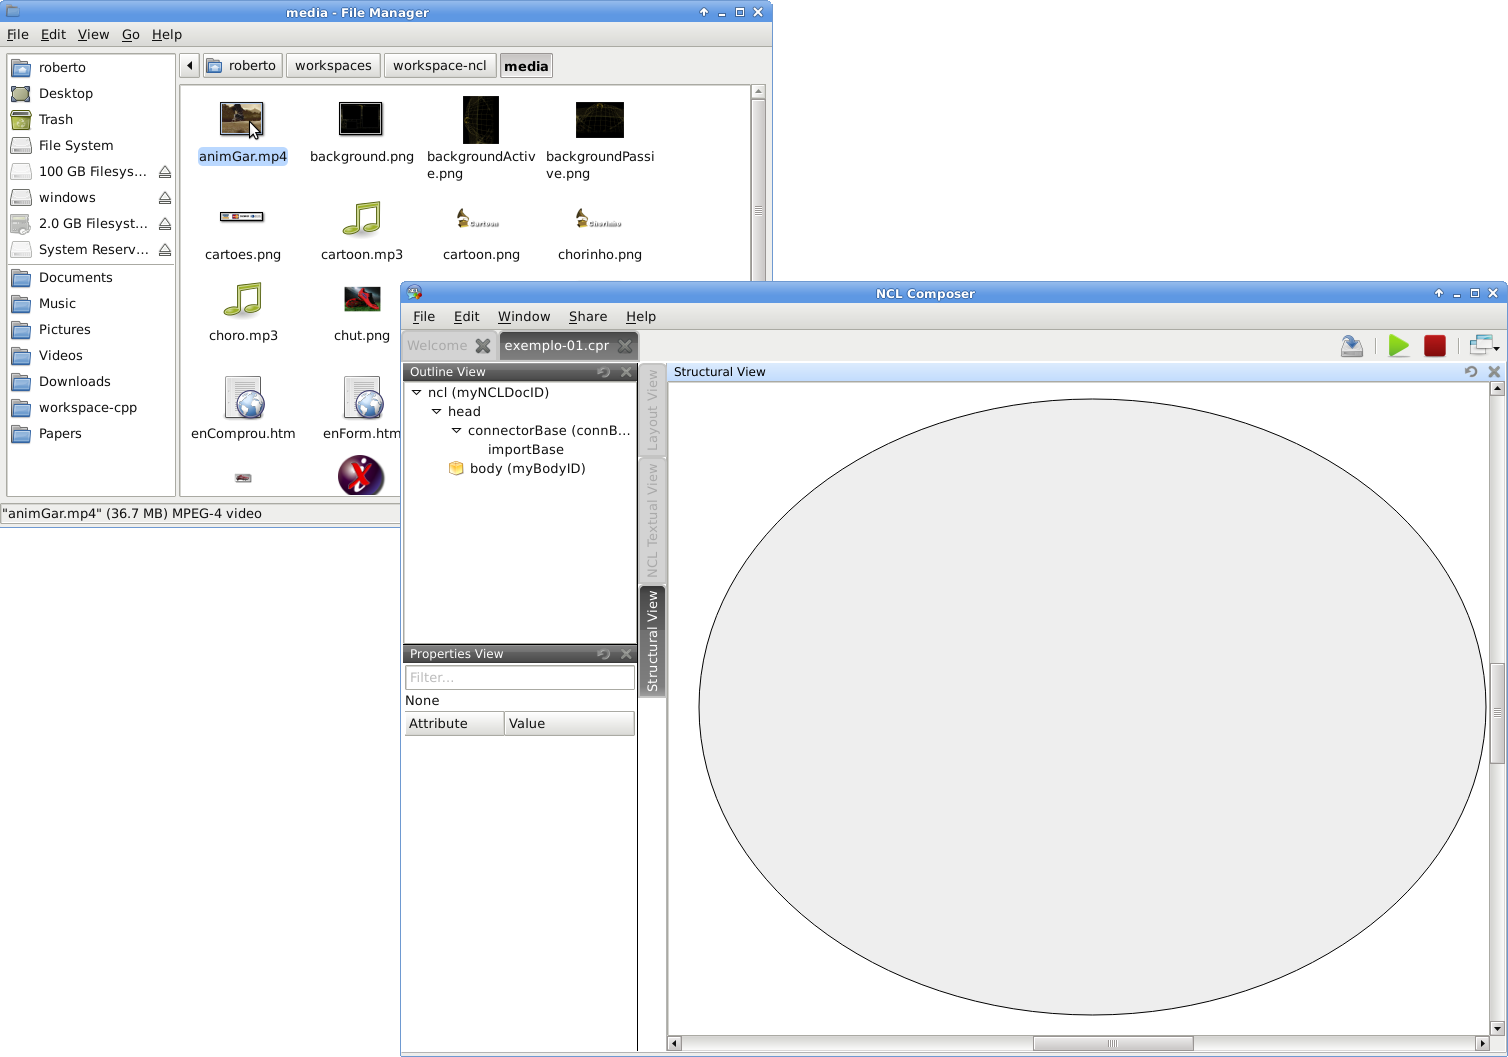 media - File Manager
File Edit View Go Help
roberto
Desktop
Trash
File System
100 GB Filesys...
windows
2.0 GB Filesyst...
System Reserv...
Documents
Music
Pictures
Videos
Downloads
workspace-cpp
Papers
roberto workspaces workspace-ncl media
animGar.mp4 background.png backgroundActiv backgroundPassi
e.png ve.png
cartoes.png cartoon.mp3 cartoon.png chorinho.png
choro.mp3 chut.png
enComprou.htm enForm.htm
"animGar.mp4" (36.7 MB) MPEG-4 video
NCL Composer
File Edit Window Share Help
Welcome exemplo-01.cpr
Outline View
ncl (myNCLDocID)
head
connectorBase (connB...
importBase
body (myBodyID)
Properties View
Filter...
None
Attribute Value
Layout View
NCL Textual View
Structural View
Structural View